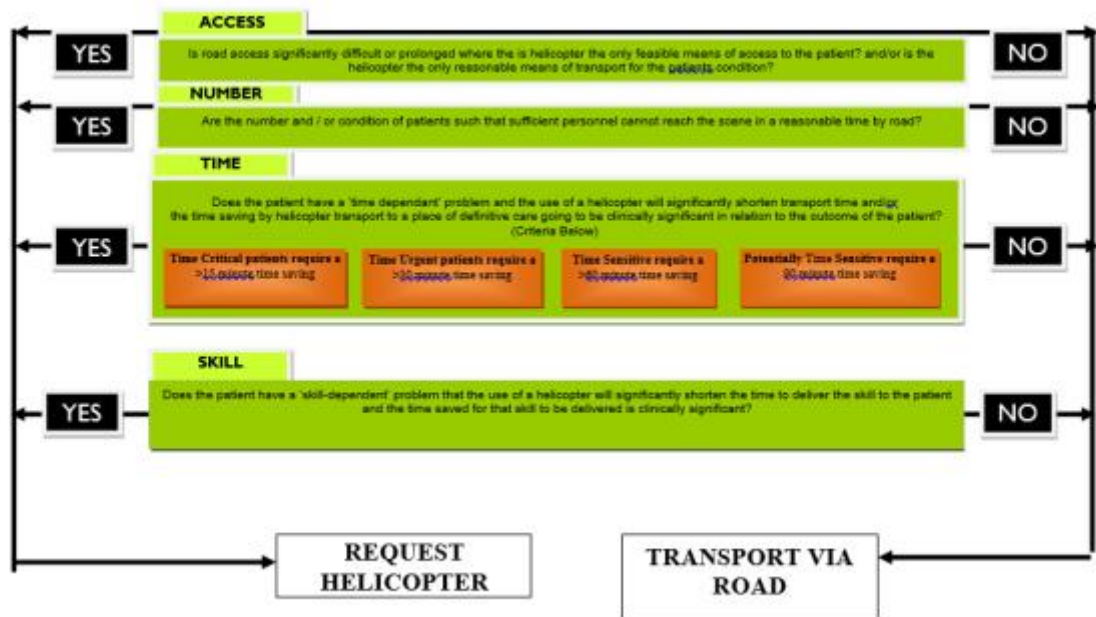 ACCESS
YES
Is road access significantly difficult or prolonged where the is helicopter the only feasible means of access to the patient? and/or is the
helicopter the only reasonable means of transport for the patients condition?
NO
NUMBER
YES
Are the number and / or condition of patients such that sufficient personnel cannot reach the scene in a reasonable time by road?
NO
TIME
Does the patient have a 'time dependant' problem and the use of a helicopter will significantly shorten transport time and/or
the time saving by helicopter transport to a place of definitive care going to be clinically significant in relation to the outcome of the patient?
(Criteria Below)
YES
NO
Time Critical patients require a
>15 minute time saving
Time Urgent patients require a
minute time saving
Time Sensitive require a
minute time saving
Potentially Time Sensitive require a
minute time saving
SKILL
YES
Does the patient have a 'skill-dependent' problem that the use of a helicopter will significantly shorten the time to deliver the skill to the patient
and the time saved for that skill to be delivered is clinically significant?
NO
REQUEST
HELICOPTER
TRANSPORT VIA
ROAD